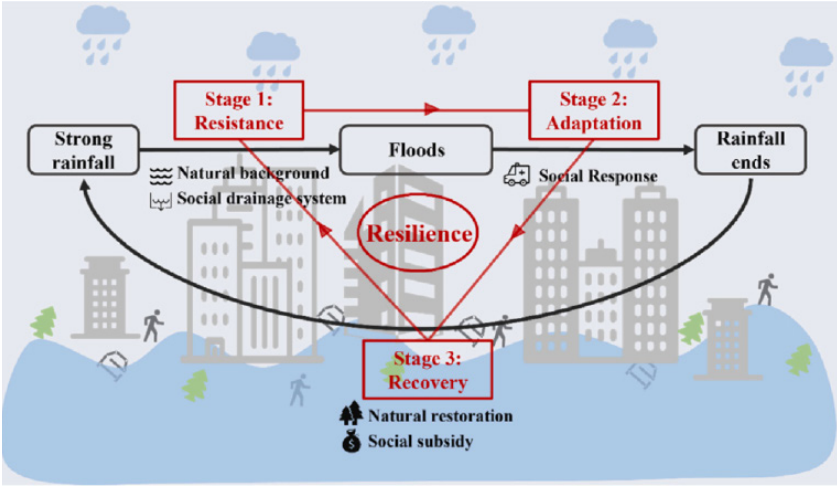 Stage 1:
Resistance
Stage 2:
Adaptation
Strong
rainfall
Floods
Rainfall
ends
Natural background
Social drainage system
Social Response
Resilience
Stage 3:
Recovery
Natural restoration
Social subsidy